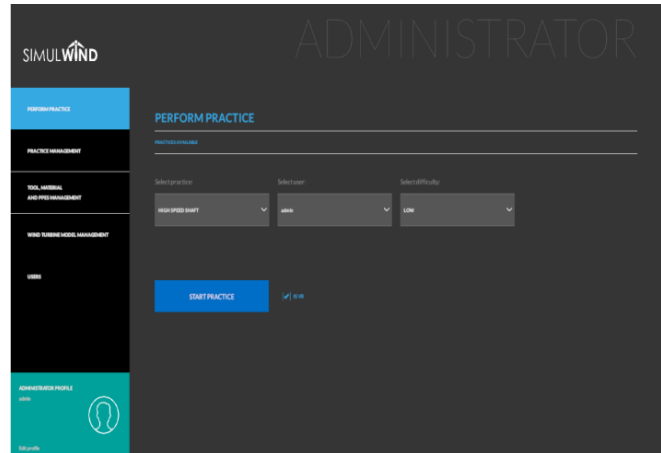 SIMULWIND
ADMINISTRATOR
PERFORM PRACTICE
PRACTICE MANAGEMENT
TOOL, MATERIAL
AND PPES MANAGEMENT
WIND TURBINE MODEL MANAGEMENT
USERS
ADMINISTRATOR PROFILE
admin
Edit profile
PERFORM PRACTICE
PRACTICES AVAILABLE
Select practice: Select user: Select difficulty:
HIGH SPEED SHAFT admin LOW
START PRACTICE IS VR